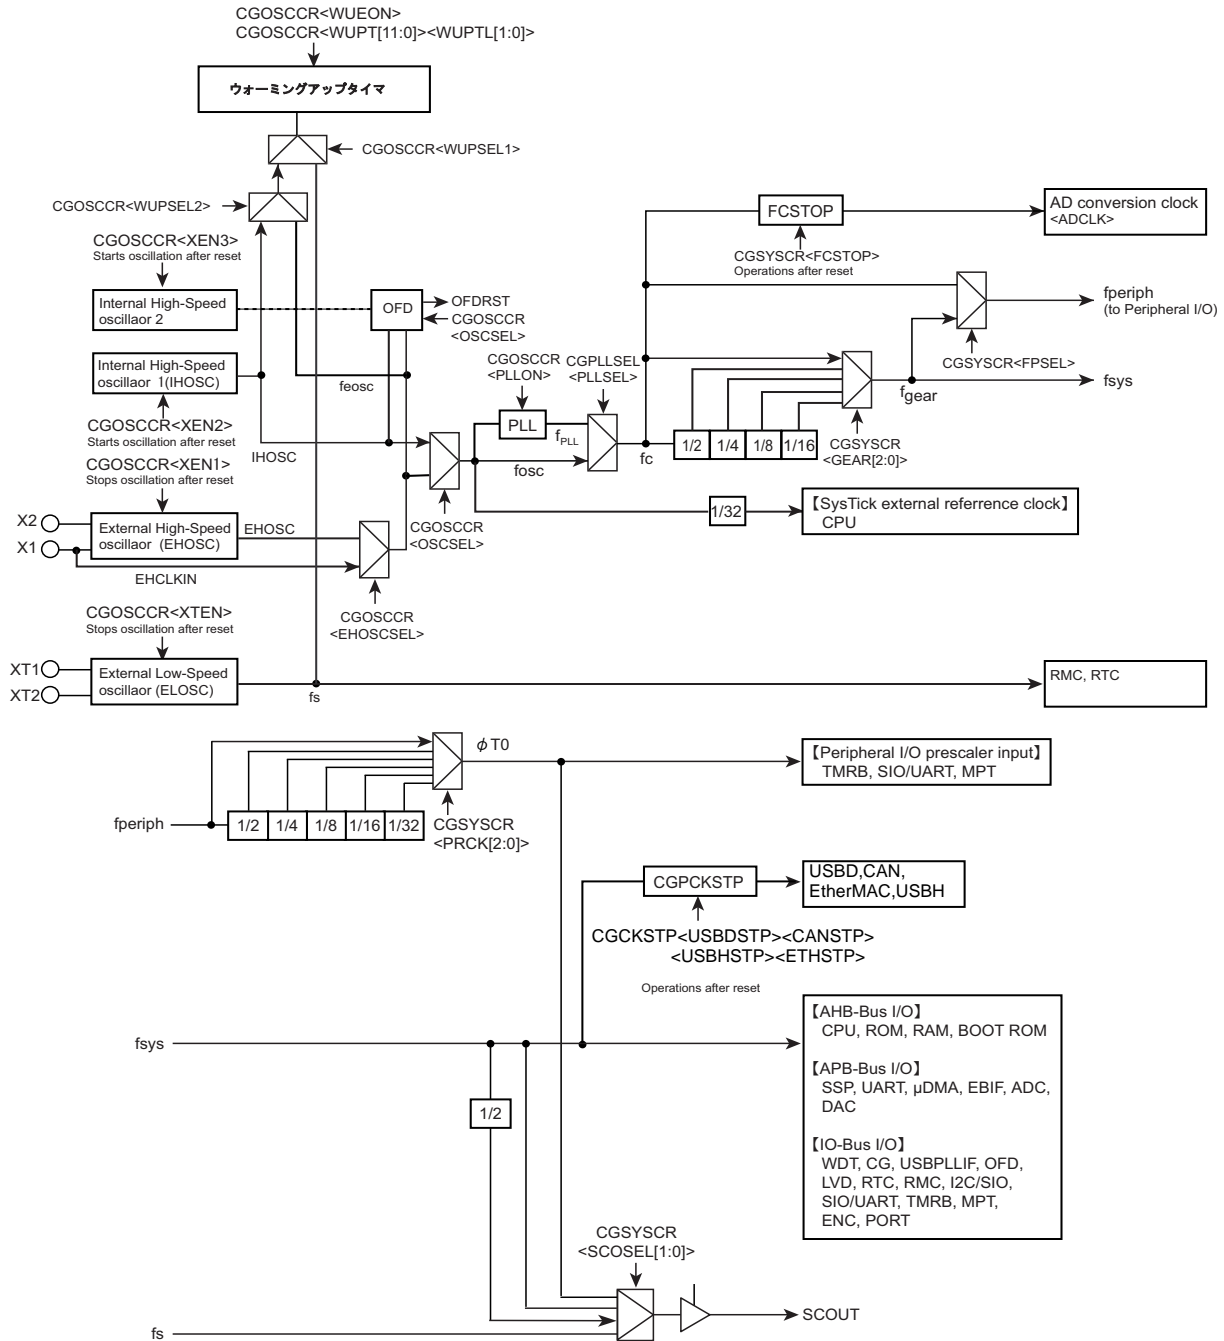 CGOSCCR<WUEON>
CGOSCCR<WUPT[11:0]><WUPTL[1:0]>
ウォーミングアップタイマ
CGOSCCR<WUPSEL1>
CGOSCCR<WUPSEL2>
CGOSCCR<XEN3>
Starts oscillation after reset
Internal High-Speed
oscillaor 2
OFD
OFDRST
CGOSCCR
<OSCSEL>
FCSTOP
CGSYSCR<FCSTOP>
Operations after reset
AD conversion clock
<ADCLK>
fperiph
(to Peripheral I/O)
CGSYSCR<FPSEL>
Internal High-Speed
oscillaor 1(IHOSC)
CGOSCCR<XEN2>
Starts oscillation after reset
feosc
IHOSC
CGOSCCR
<PLLON>
CGPLLSEL
<PLLSEL>
PLL
fPLL
fosc
fc
1/2
1/4
1/8
1/16
fgear
fsys
CGSYSCR
<GEAR[2:0]>
CGOSCCR<XEN1>
Stops oscillation after reset
X2
X1
External High-Speed
oscillaor (EHOSC)
EHOSC
EHCLKIN
CGOSCCR
<OSCSEL>
CGOSCCR
<EHOSCSEL>
1/32
【SysTick external referrence clock】
CPU
CGOSCCR<XTEN>
Stops oscillation after reset
XT1
XT2
External Low-Speed
oscillaor (ELOSC)
fs
RMC, RTC
fperiph
1/2
1/4
1/8
1/16
1/32
ϕT0
CGSYSCR
<PRCK[2:0]>
【Peripheral I/O prescaler input】
TMRB, SIO/UART, MPT
CGPCKSTP
USBD,CAN,
EtherMAC,USBH
CGCKSTP<USBDSTP><CANSTP>
<USBHSTP><ETHSTP>
Operations after reset
fsys
1/2
【AHB-Bus I/O】
CPU, ROM, RAM, BOOT ROM
【APB-Bus I/O】
SSP, UART, µDMA, EBIF, ADC,
DAC
【IO-Bus I/O】
WDT, CG, USBPLLIF, OFD,
LVD, RTC, RMC, I2C/SIO,
SIO/UART, TMRB, MPT,
ENC, PORT
CGSYSCR
<SCOSEL[1:0]>
SCOUT
fs